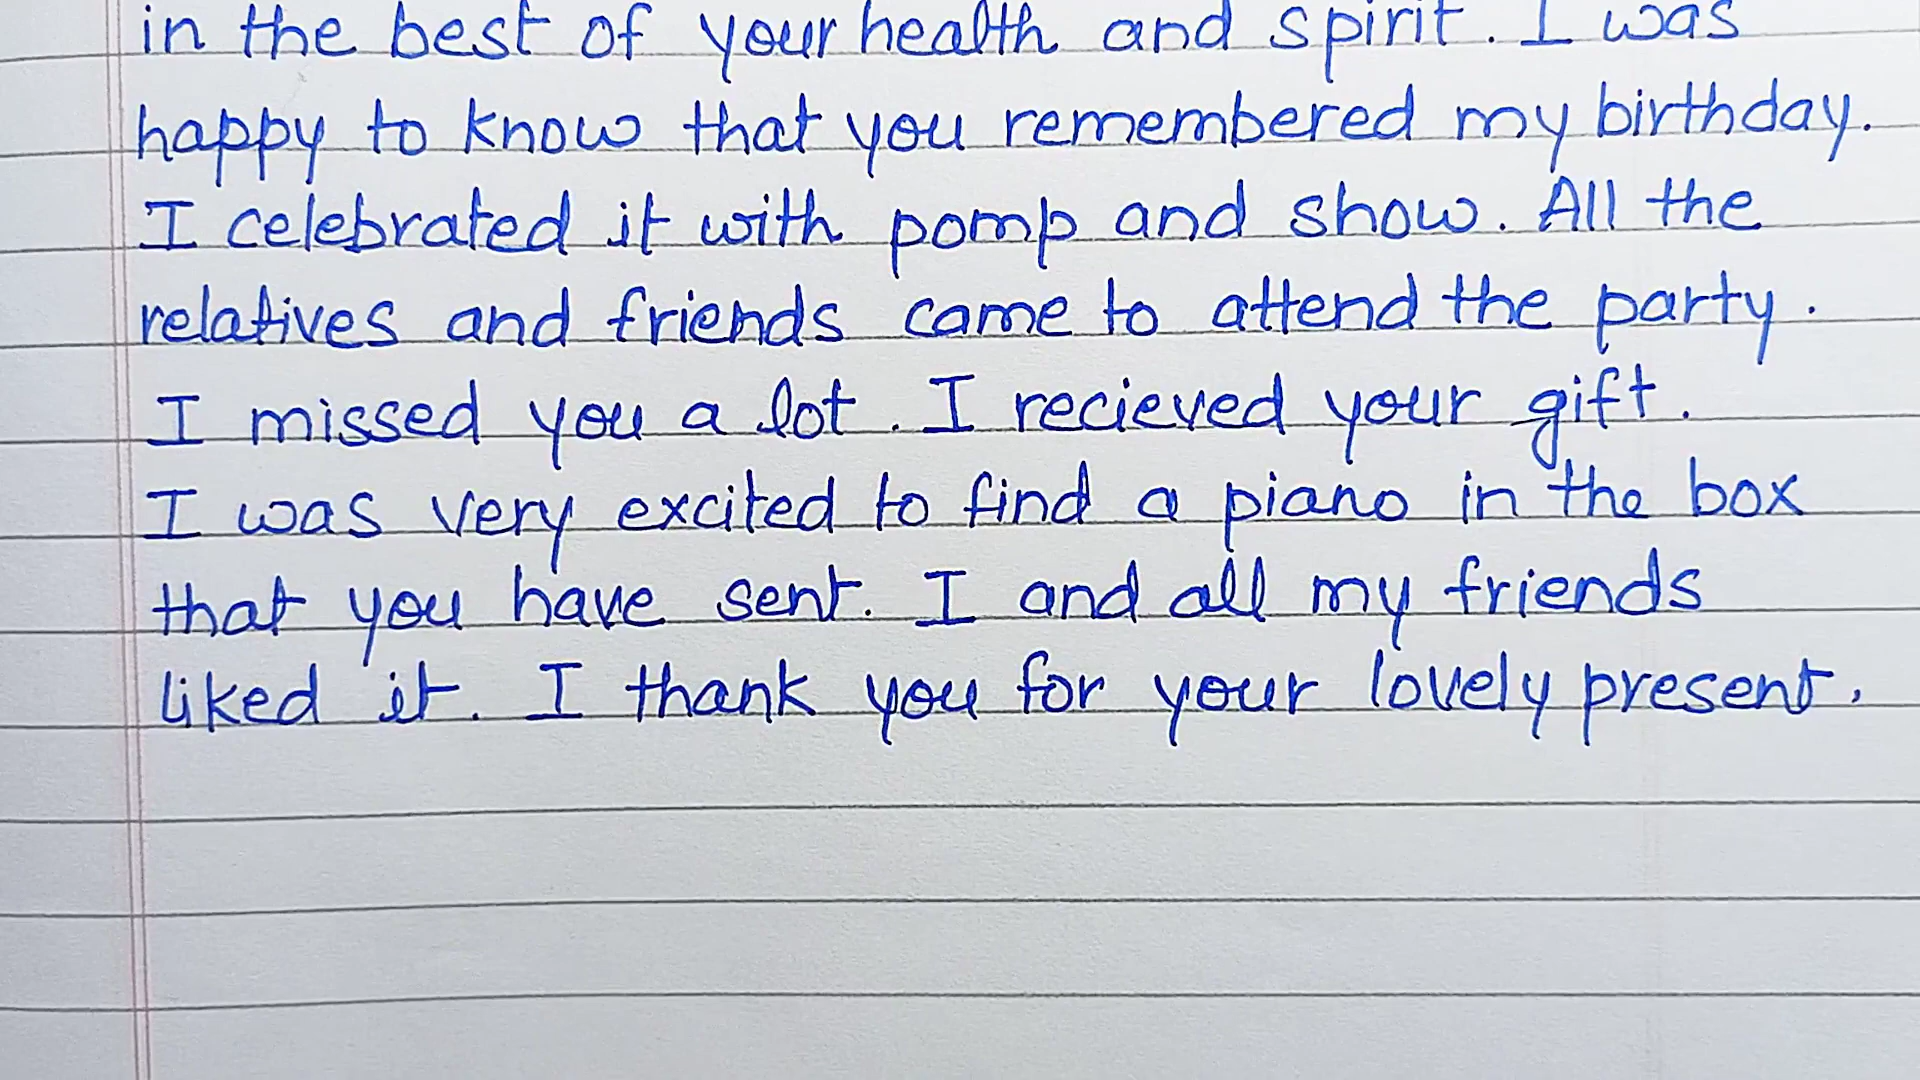 in the best of your health and spirit. I was
happy to know that you remembered my birthday.
I celebrated it with pomp and show. All the
relatives and friends came to attend the party.
I missed you a lot. I recieved your gift.
I was very excited to find a piano in the box
that you have sent. I and all my friends
liked it. I thank you for your lovely present.